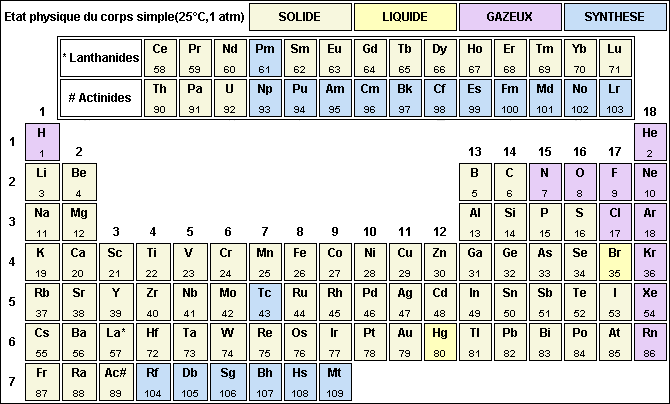 Etat physique du corps simple(25°C,1 atm) SOLIDE LIQUIDE GAZEUX SYNTHESE
* Lanthanides Ce Pr Nd Pm Sm Eu Gd Tb Dy Ho Er Tm Yb Lu
58 59 60 61 62 63 64 65 66 67 68 69 70 71
# Actinides Th Pa U Np Pu Am Cm Bk Cf Es Fm Md No Lr
90 91 92 93 94 95 96 97 98 99 100 101 102 103
1 18
1 H He
1 2
2 13 14 15 16 17
2 Li Be B C N O F Ne
3 4 5 6 7 8 9 10
3 Na Mg Al Si P S Cl Ar
11 12 13 14 15 16 17 18
3 4 5 6 7 8 9 10 11 12
4 K Ca Sc Ti V Cr Mn Fe Co Ni Cu Zn Ga Ge As Se Br Kr
19 20 21 22 23 24 25 26 27 28 29 30 31 32 33 34 35 36
5 Rb Sr Y Zr Nb Mo Tc Ru Rh Pd Ag Cd In Sn Sb Te I Xe
37 38 39 40 41 42 43 44 45 46 47 48 49 50 51 52 53 54
6 Cs Ba La* Hf Ta W Re Os Ir Pt Au Hg Tl Pb Bi Po At Rn
55 56 57 72 73 74 75 76 77 78 79 80 81 82 83 84 85 86
7 Fr Ra Ac# Rf Db Sg Bh Hs Mt
87 88 89 104 105 106 107 108 109